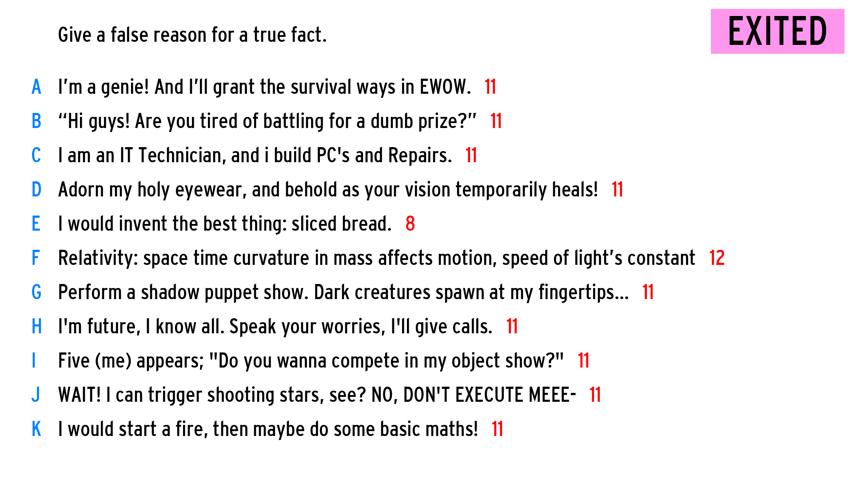 Give a false reason for a true fact.
EXITED
A I'm a genie! And I'll grant the survival ways in EWOW. 11
B “Hi guys! Are you tired of battling for a dumb prize?” 11
C I am an IT Technician, and i build PC's and Repairs. 11
D Adorn my holy eyewear, and behold as your vision temporarily heals! 11
E I would invent the best thing: sliced bread. 8
F Relativity: space time curvature in mass affects motion, speed of light’s constant 12
G Perform a shadow puppet show. Dark creatures spawn at my fingertips... 11
H I'm future, I know all. Speak your worries, I'll give calls. 11
I Five (me) appears; "Do you wanna compete in my object show?" 11
J WAIT! I can trigger shooting stars, see? NO, DON'T EXECUTE MEEE- 11
K I would start a fire, then maybe do some basic maths! 11